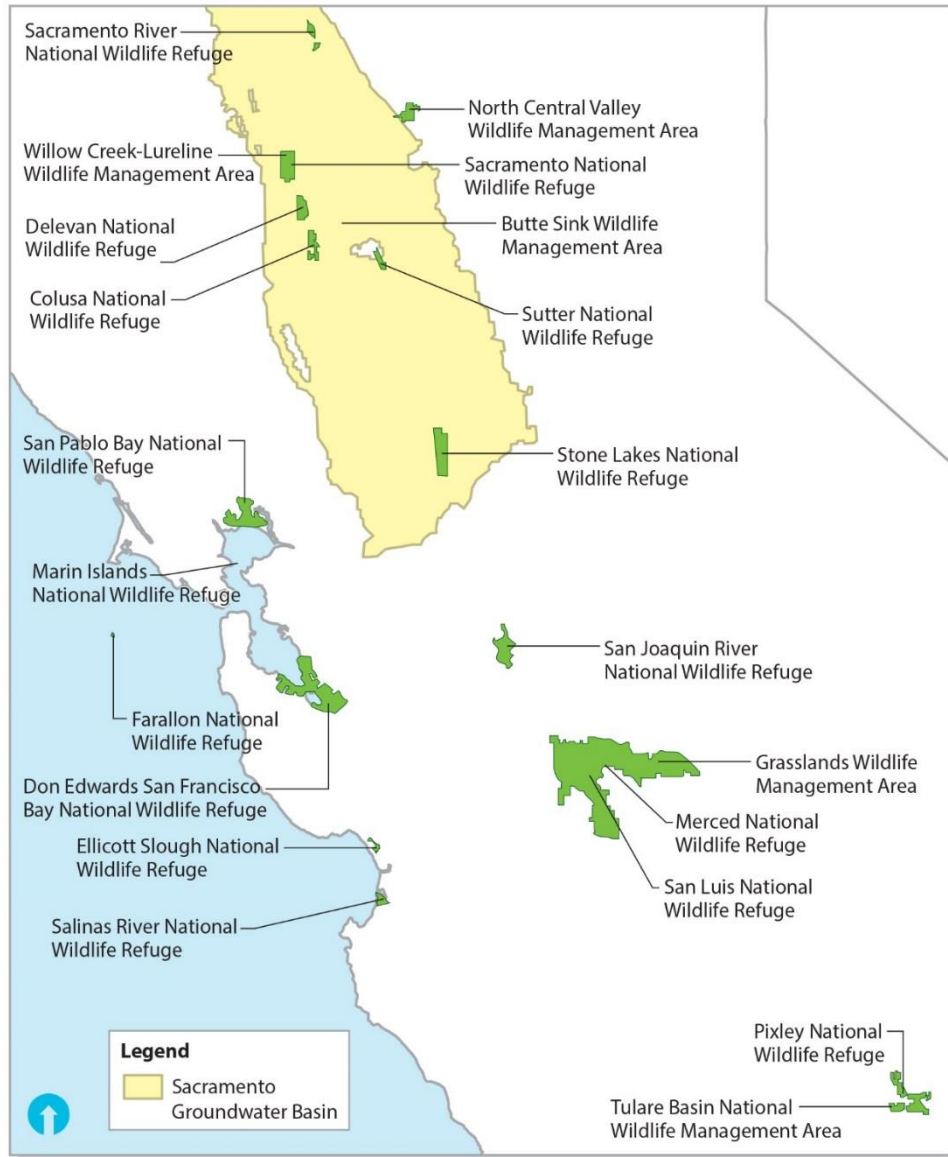 Sacramento River
National Wildlife Refuge
North Central Valley
Wildlife Management Area
Willow Creek-Lureline
Wildlife Management Area
Sacramento National
Wildlife Refuge
Delevan National
Wildlife Refuge
Butte Sink Wildlife
Management Area
Colusa National
Wildlife Refuge
Sutter National
Wildlife Refuge
San Pablo Bay National
Wildlife Refuge
Stone Lakes National
Wildlife Refuge
Marin Islands
National Wildlife Refuge
San Joaquin River
National Wildlife Refuge
Farallon National
Wildlife Refuge
Don Edwards San Francisco
Bay National Wildlife Refuge
Grasslands Wildlife
Management Area
Merced National
Wildlife Refuge
Ellicott Slough National
Wildlife Refuge
San Luis National
Wildlife Refuge
Salinas River National
Wildlife Refuge
Legend
Sacramento
Groundwater Basin
Pixley National
Wildlife Refuge
Tulare Basin National
Wildlife Management Area